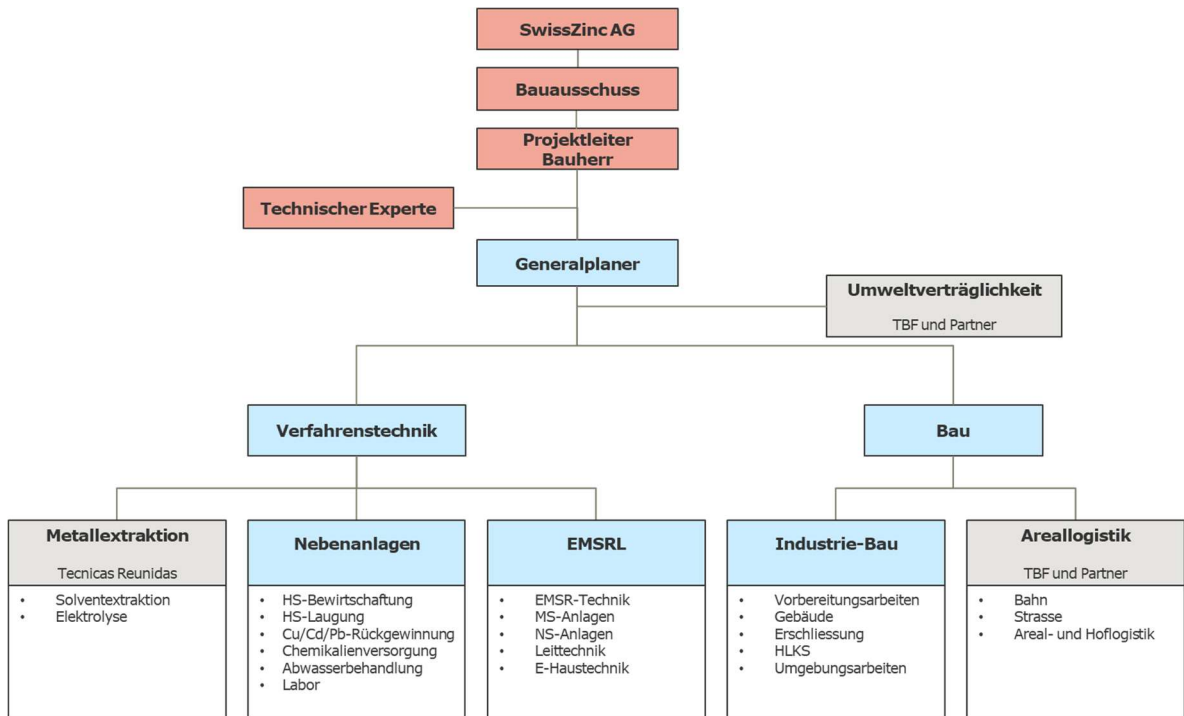 SwissZinc AG
Bauausschuss
Projektleiter
Bauherr
Technischer Experte
Generalplaner
Umweltverträglichkeit
TBF und Partner
Verfahrenstechnik
Bau
Metallextraktion
Tecnicas Reunidas
• Solventextraktion
• Elektrolyse
Nebenanlagen
• HS-Bewirtschaftung
• HS-Laugung
• Cu/Cd/Pb-Rückgewinnung
• Chemikalienversorgung
• Abwasserbehandlung
• Labor
EMSRL
• EMSR-Technik
• MS-Anlagen
• NS-Anlagen
• Leittechnik
• E-Haustechnik
Industrie-Bau
• Vorbereitungsarbeiten
• Gebäude
• Erschliessung
• HLKS
• Umgebungsarbeiten
Areallogistik
TBF und Partner
• Bahn
• Strasse
• Areal- und Hoflogistik